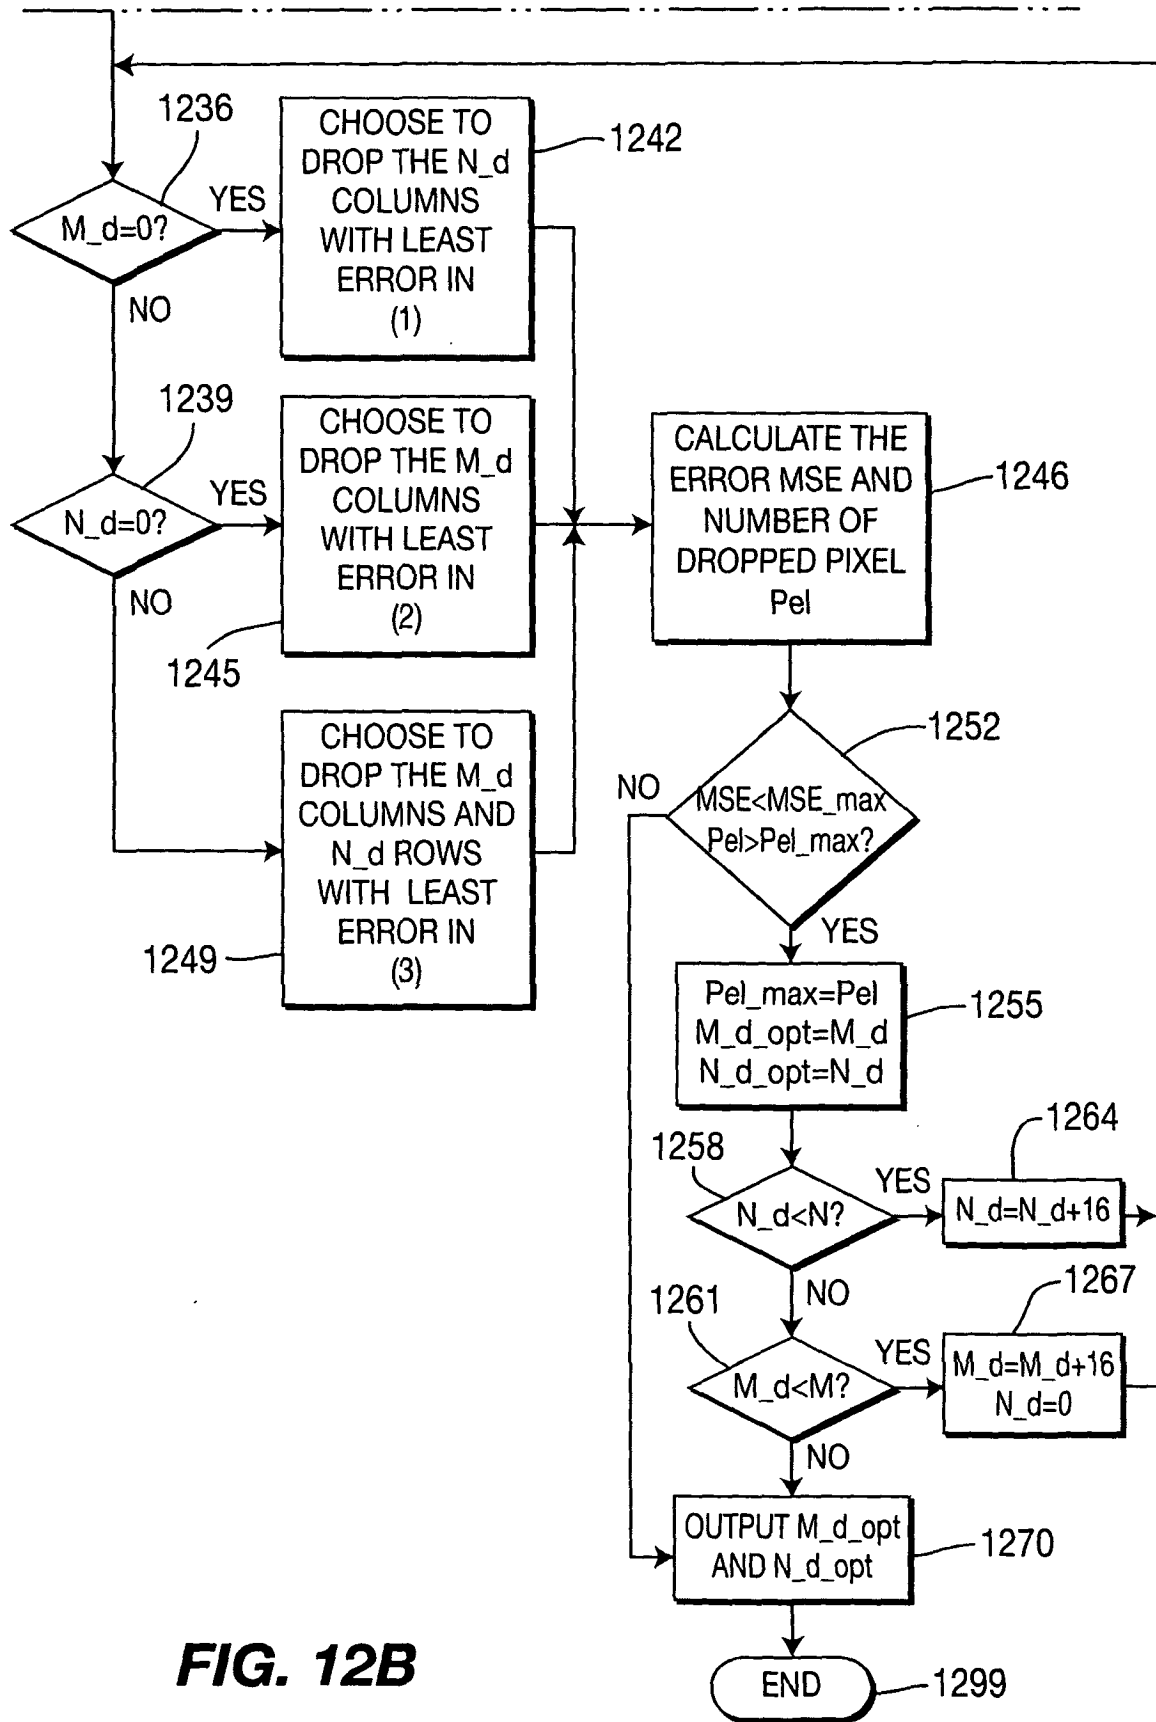 1236
M_d=0?
YES
NO
CHOOSE TO
DROP THE N_d
COLUMNS
WITH LEAST
ERROR IN
(1)
1242
1239
N_d=0?
YES
NO
CHOOSE TO
DROP THE M_d
COLUMNS
WITH LEAST
ERROR IN
(2)
1245
CHOOSE TO
DROP THE M_d
COLUMNS AND
N_d ROWS
WITH LEAST
ERROR IN
(3)
1249
CALCULATE THE
ERROR MSE AND
NUMBER OF
DROPPED PIXEL
Pel
1246
1252
NO
MSE<MSE_max
Pel>Pel_max?
YES
Pel_max=Pel
M_d_opt=M_d
N_d_opt=N_d
1255
1258
N_d<N?
YES
1264
N_d=N_d+16
NO
1261
M_d<M?
YES
1267
M_d=M_d+16
N_d=0
NO
OUTPUT M_d_opt
AND N_d_opt
1270
END
1299
FIG. 12B